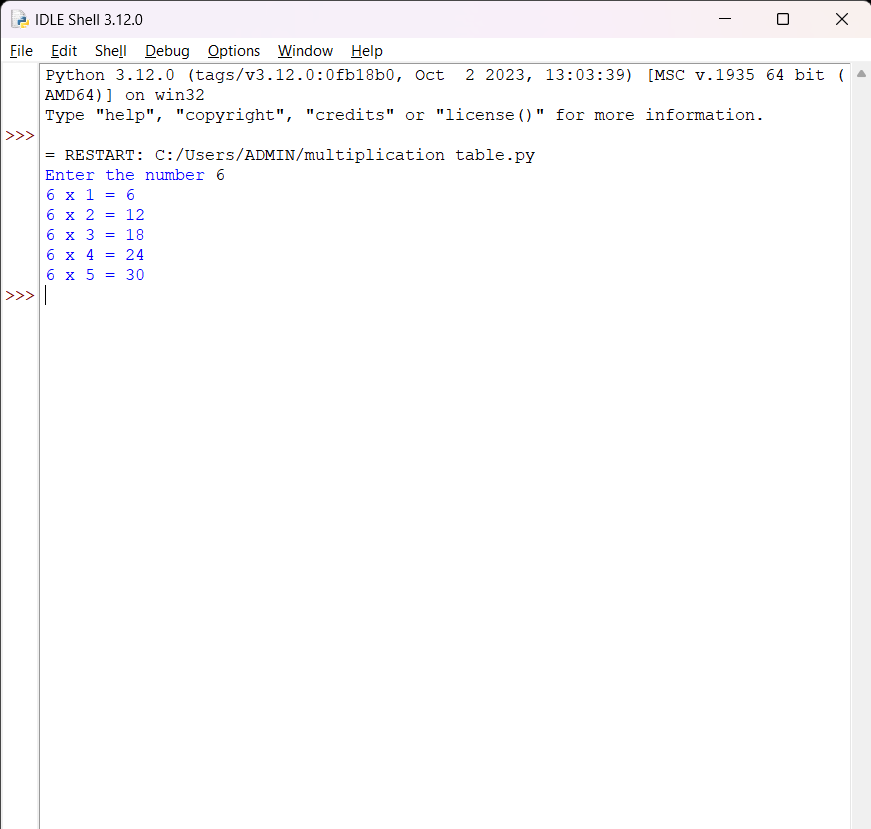 IDLE Shell 3.12.0
File Edit Shell Debug Options Window Help
Python 3.12.0 (tags/v3.12.0:0fb18b0, Oct  2 2023, 13:03:39) [MSC v.1935 64 bit (
AMD64)] on win32
Type "help", "copyright", "credits" or "license()" for more information.
>>>
= RESTART: C:/Users/ADMIN/multiplication table.py
Enter the number 6
6 x 1 = 6
6 x 2 = 12
6 x 3 = 18
6 x 4 = 24
6 x 5 = 30
>>>